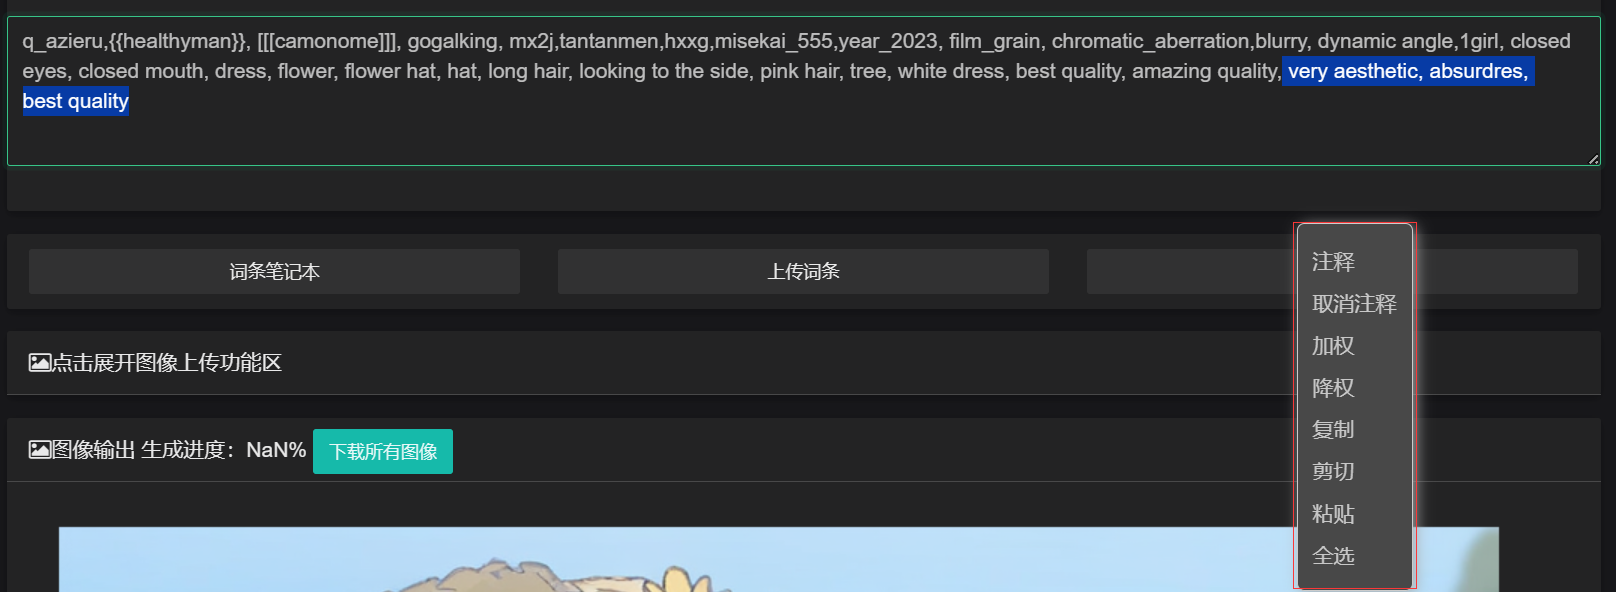 q_azieru,{{healthyman}}, [[[camonome]]], gogalking, mx2j,tantanmen,hxxg,misekai_555,year_2023, film_grain, chromatic_aberration,blurry, dynamic angle,1girl, closed
eyes, closed mouth, dress, flower, flower hat, hat, long hair, looking to the side, pink hair, tree, white dress, best quality, amazing quality, very aesthetic, absurdres,
best quality
词条笔记本
上传词条
注释
取消注释
加权
降权
复制
剪切
粘贴
全选
点击展开图像上传功能区
图像输出 生成进度：NaN%
下载所有图像